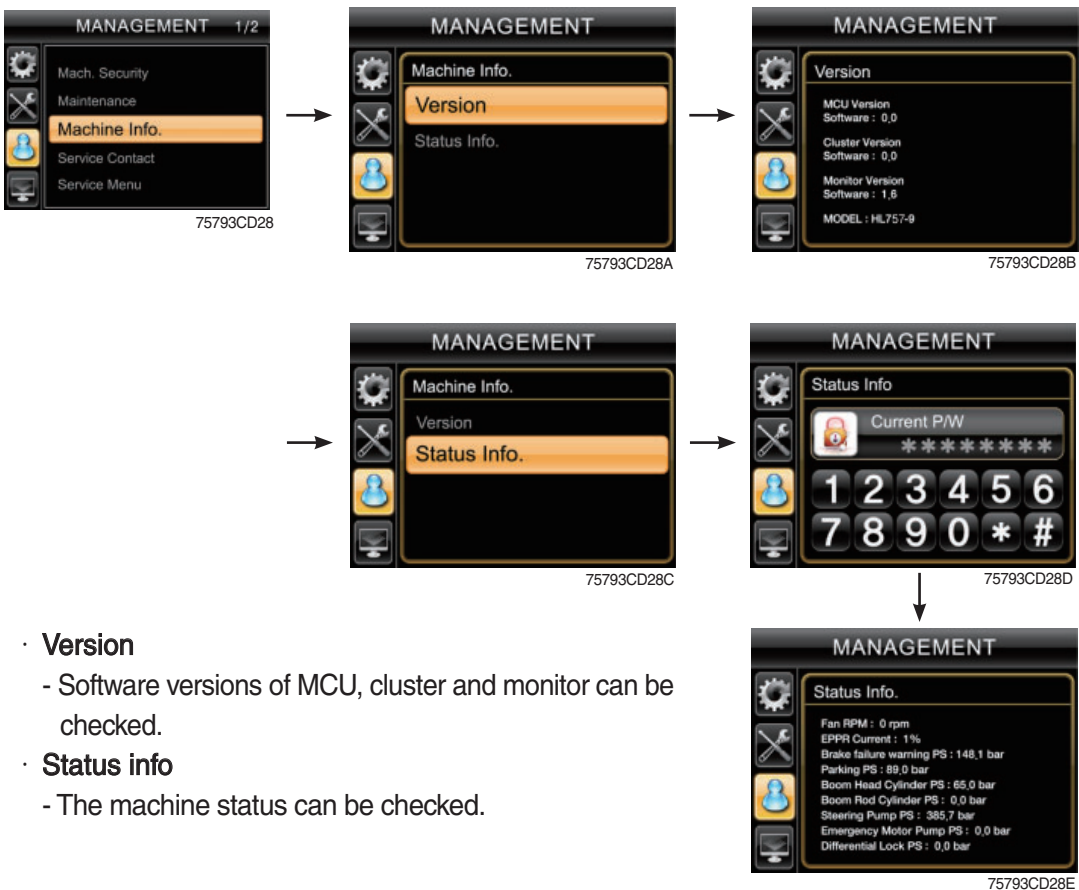 MANAGEMENT 1/2
Mach. Security
Maintenance
Machine Info.
Service Contact
Service Menu
75793CD28
MANAGEMENT
Machine Info.
Version
Status Info.
75793CD28A
MANAGEMENT
Version
MCU Version
Software : 0,0
Cluster Version
Software : 0,0
Monitor Version
Software : 1,6
MODEL : HL757-9
75793CD28B
MANAGEMENT
Machine Info.
Version
Status Info.
75793CD28C
MANAGEMENT
Status Info
Current P/W
********
1 2 3 4 5 6
7 8 9 0 * #
75793CD28D
· Version
- Software versions of MCU, cluster and monitor can be
checked.
· Status info
- The machine status can be checked.
MANAGEMENT
Status Info.
Fan RPM : 0 rpm
EPPR Current : 1%
Brake failure warning PS : 148,1 bar
Parking PS : 89,0 bar
Boom Head Cylinder PS : 65,0 bar
Boom Rod Cylinder PS : 0,0 bar
Steering Pump PS : 385,7 bar
Emergency Motor Pump PS : 0,0 bar
Differential Lock PS : 0,0 bar
75793CD28E